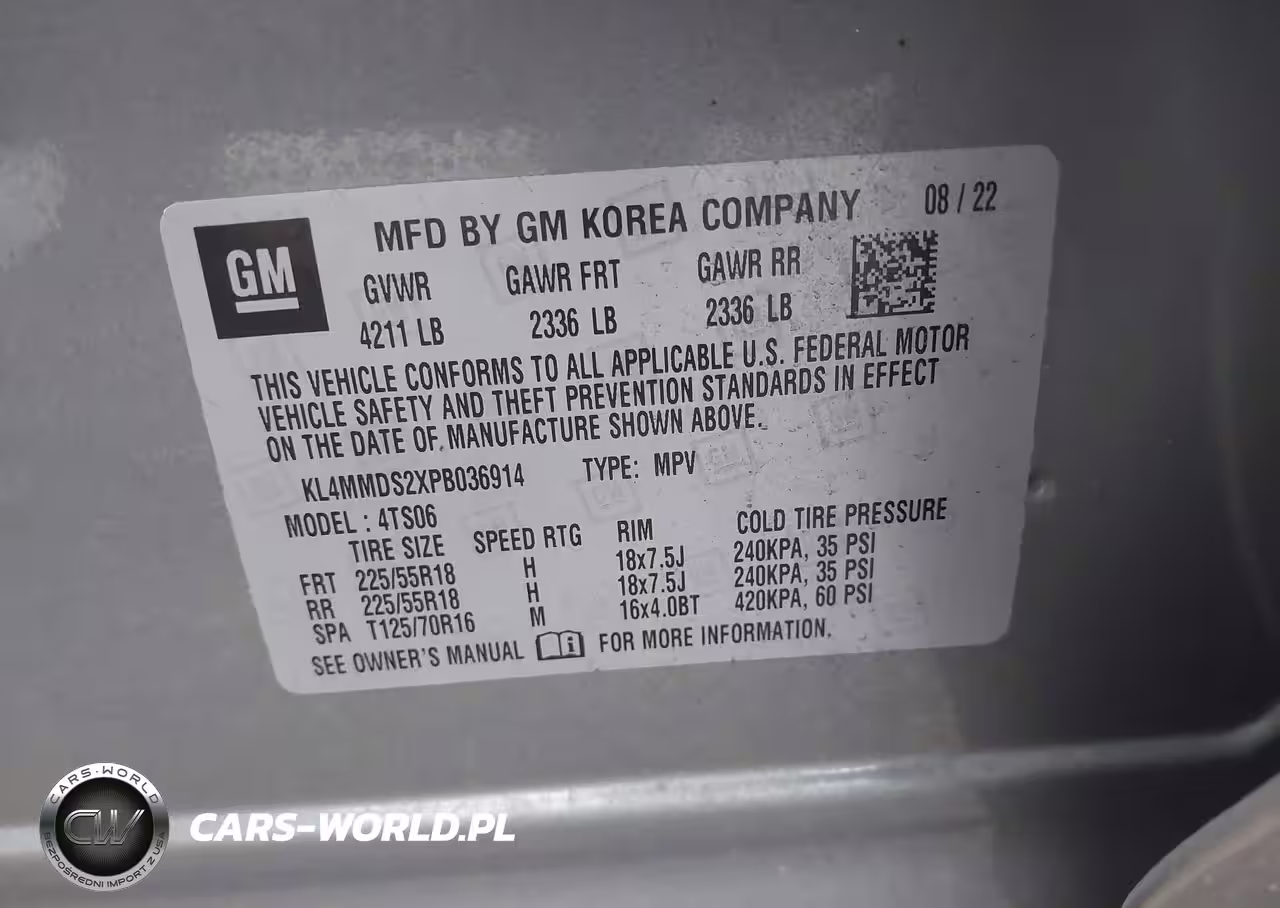 GM
MFD BY GM KOREA COMPANY 08 / 22
GVWR GAWR FRT GAWR RR
4211 LB 2336 LB 2336 LB
THIS VEHICLE CONFORMS TO ALL APPLICABLE U.S. FEDERAL MOTOR
VEHICLE SAFETY AND THEFT PREVENTION STANDARDS IN EFFECT
ON THE DATE OF MANUFACTURE SHOWN ABOVE.
KL4MMDS2XPB036914 TYPE: MPV
MODEL : 4TS06
TIRE SIZE SPEED RTG RIM COLD TIRE PRESSURE
FRT 225/55R18 H 18x7.5J 240KPA, 35 PSI
RR 225/55R18 H 18x7.5J 240KPA, 35 PSI
SPA T125/70R16 M 16x4.0BT 420KPA, 60 PSI
SEE OWNER'S MANUAL FOR MORE INFORMATION.
CARS-WORLD
CW
BEZPOŚREDNI IMPORT Z USA
CARS-WORLD.PL